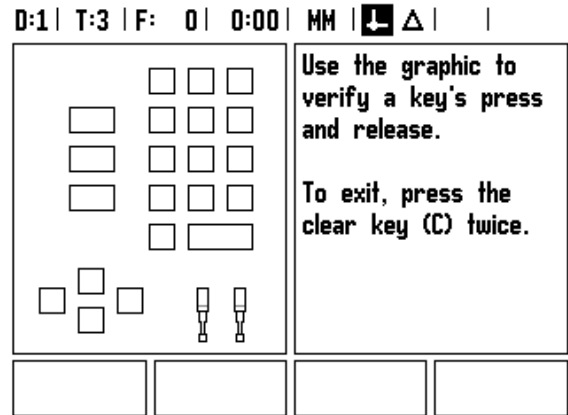 D:1| T:3 |F: 0| 0:00| MM | Δ| |
Use the graphic to
verify a key's press
and release.
To exit, press the
clear key (C) twice.